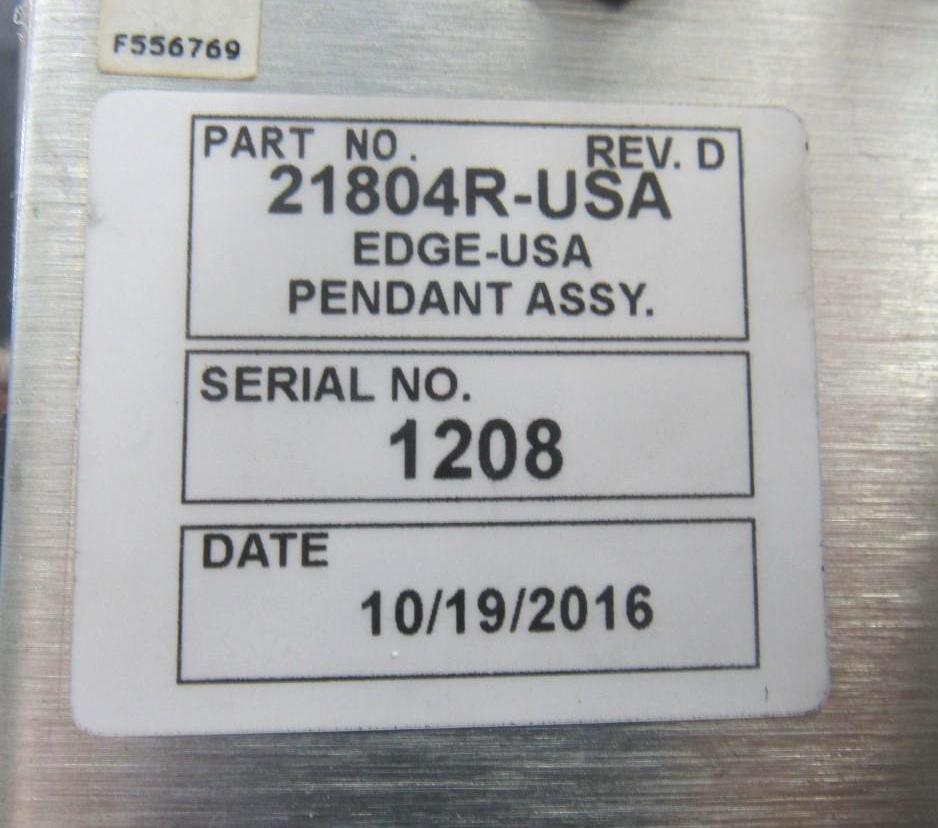 F556769
PART NO. REV. D
21804R-USA
EDGE-USA
PENDANT ASSY.
SERIAL NO.
1208
DATE
10/19/2016